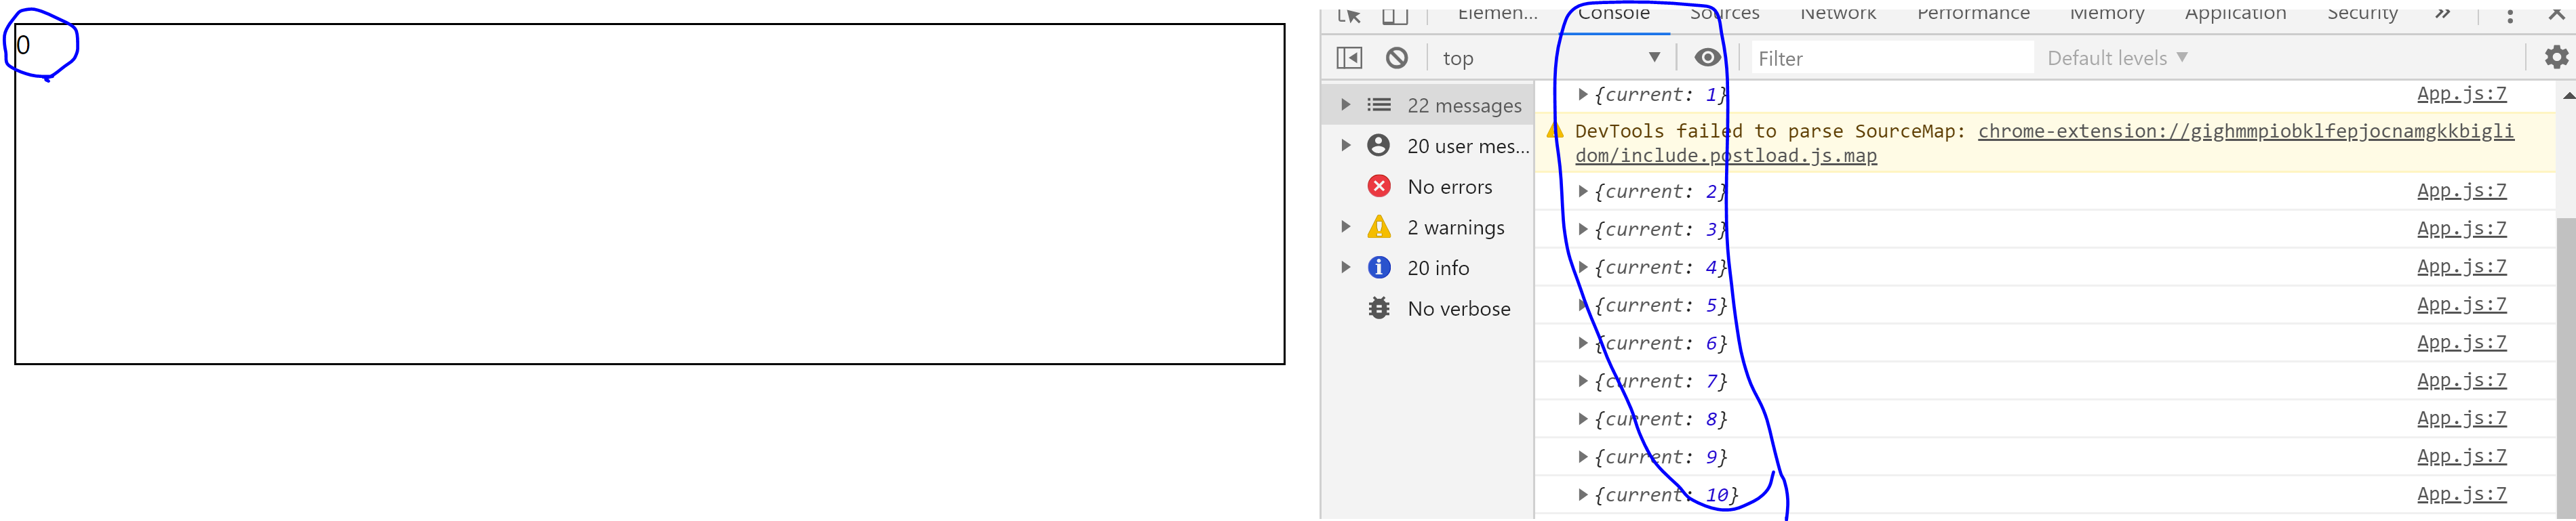 0
Elemen... Console Sources Network Performance Memory Application Security »
top Filter Default levels
22 messages
20 user mes...
No errors
2 warnings
20 info
No verbose
{current: 1} App.js:7
DevTools failed to parse SourceMap: chrome-extension://gighmmpiobklfepjocnamgkkbigli
dom/include.postload.js.map
{current: 2} App.js:7
{current: 3} App.js:7
{current: 4} App.js:7
{current: 5} App.js:7
{current: 6} App.js:7
{current: 7} App.js:7
{current: 8} App.js:7
{current: 9} App.js:7
{current: 10} App.js:7